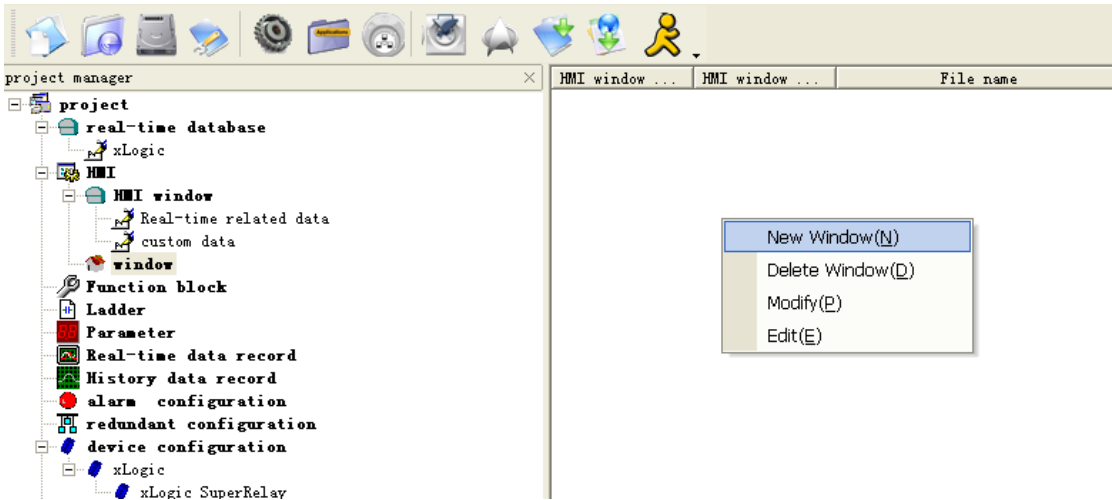 Applications
project manager
HMI window ... HMI window ... File name
project
real-time database
xLogic
HMI
HMI window
Real-time related data
custom data
window
Function block
Ladder
Parameter
Real-time data record
History data record
alarm configuration
redundant configuration
device configuration
xLogic
xLogic SuperRelay
New Window(N)
Delete Window(D)
Modify(P)
Edit(E)